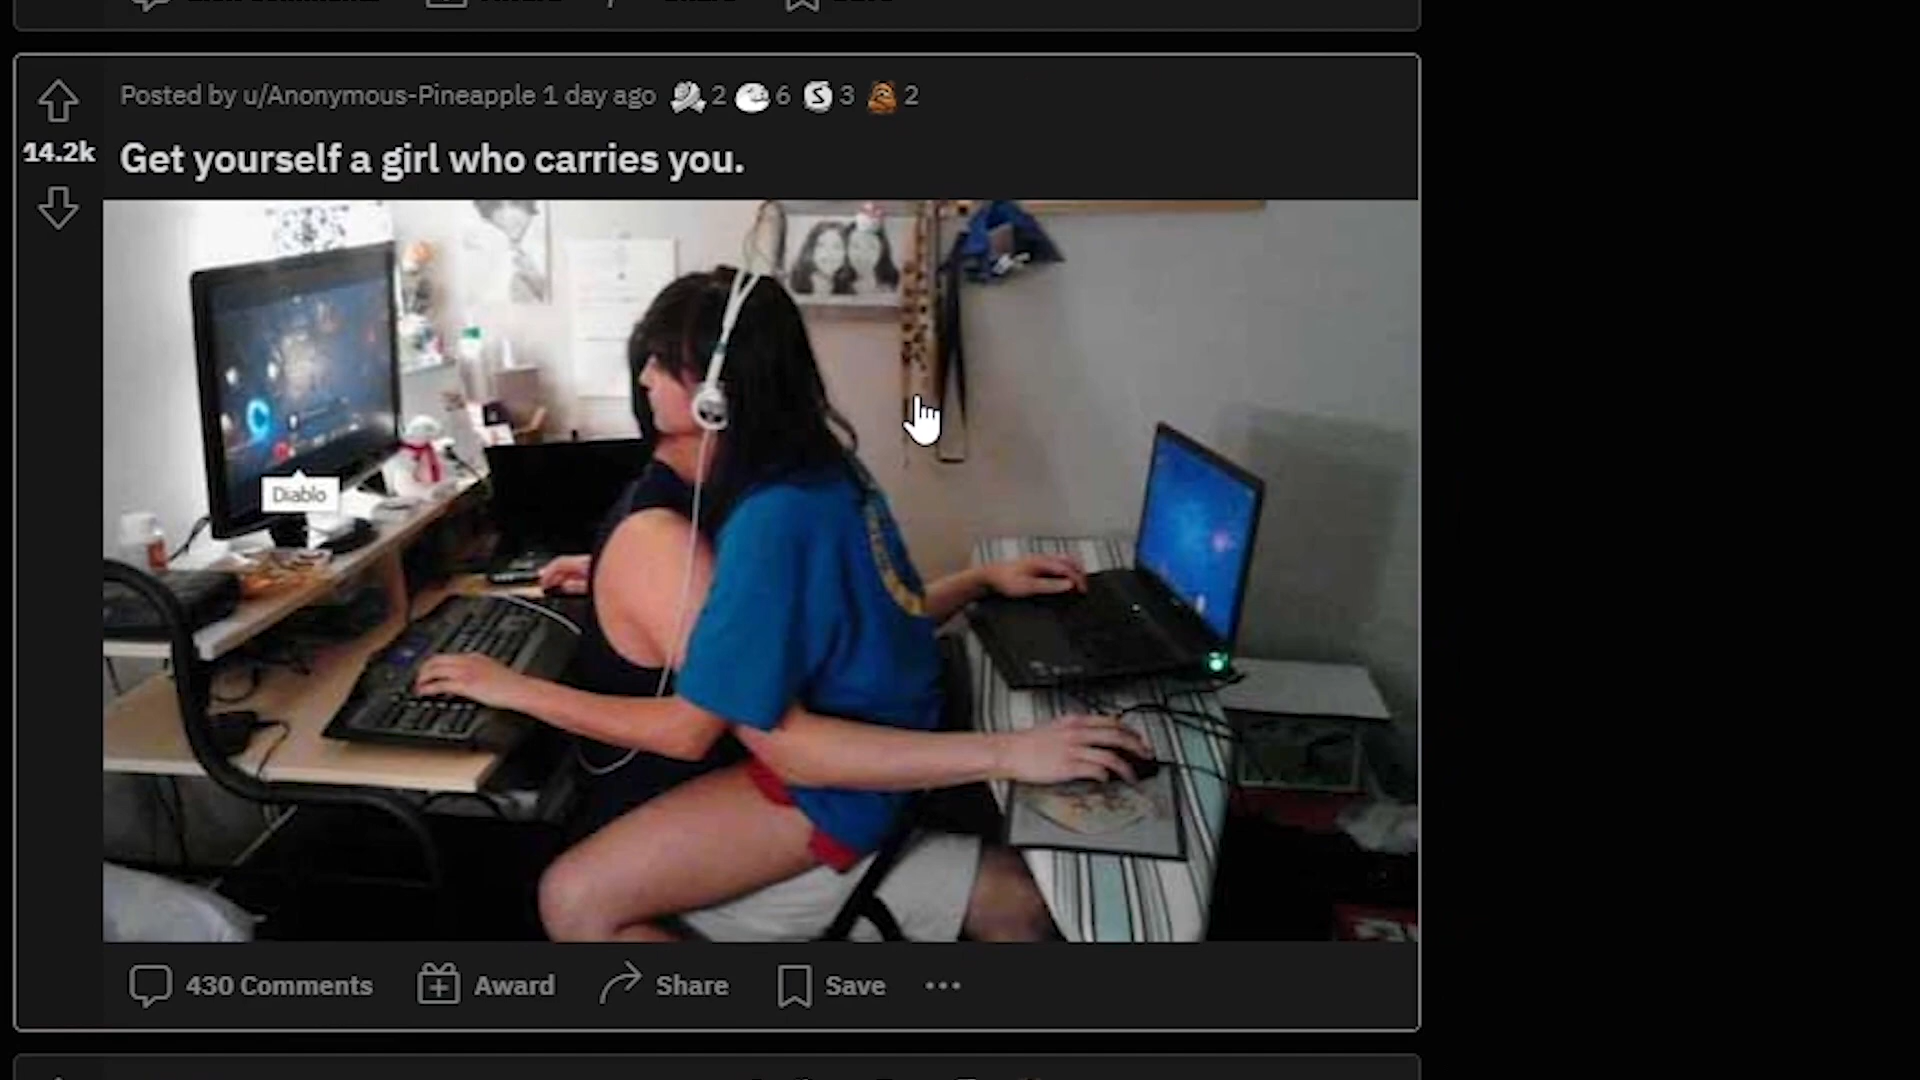 Posted by u/Anonymous-Pineapple 1 day ago 2 6 3 2
14.2k
Get yourself a girl who carries you.
Diablo
430 Comments Award Share Save